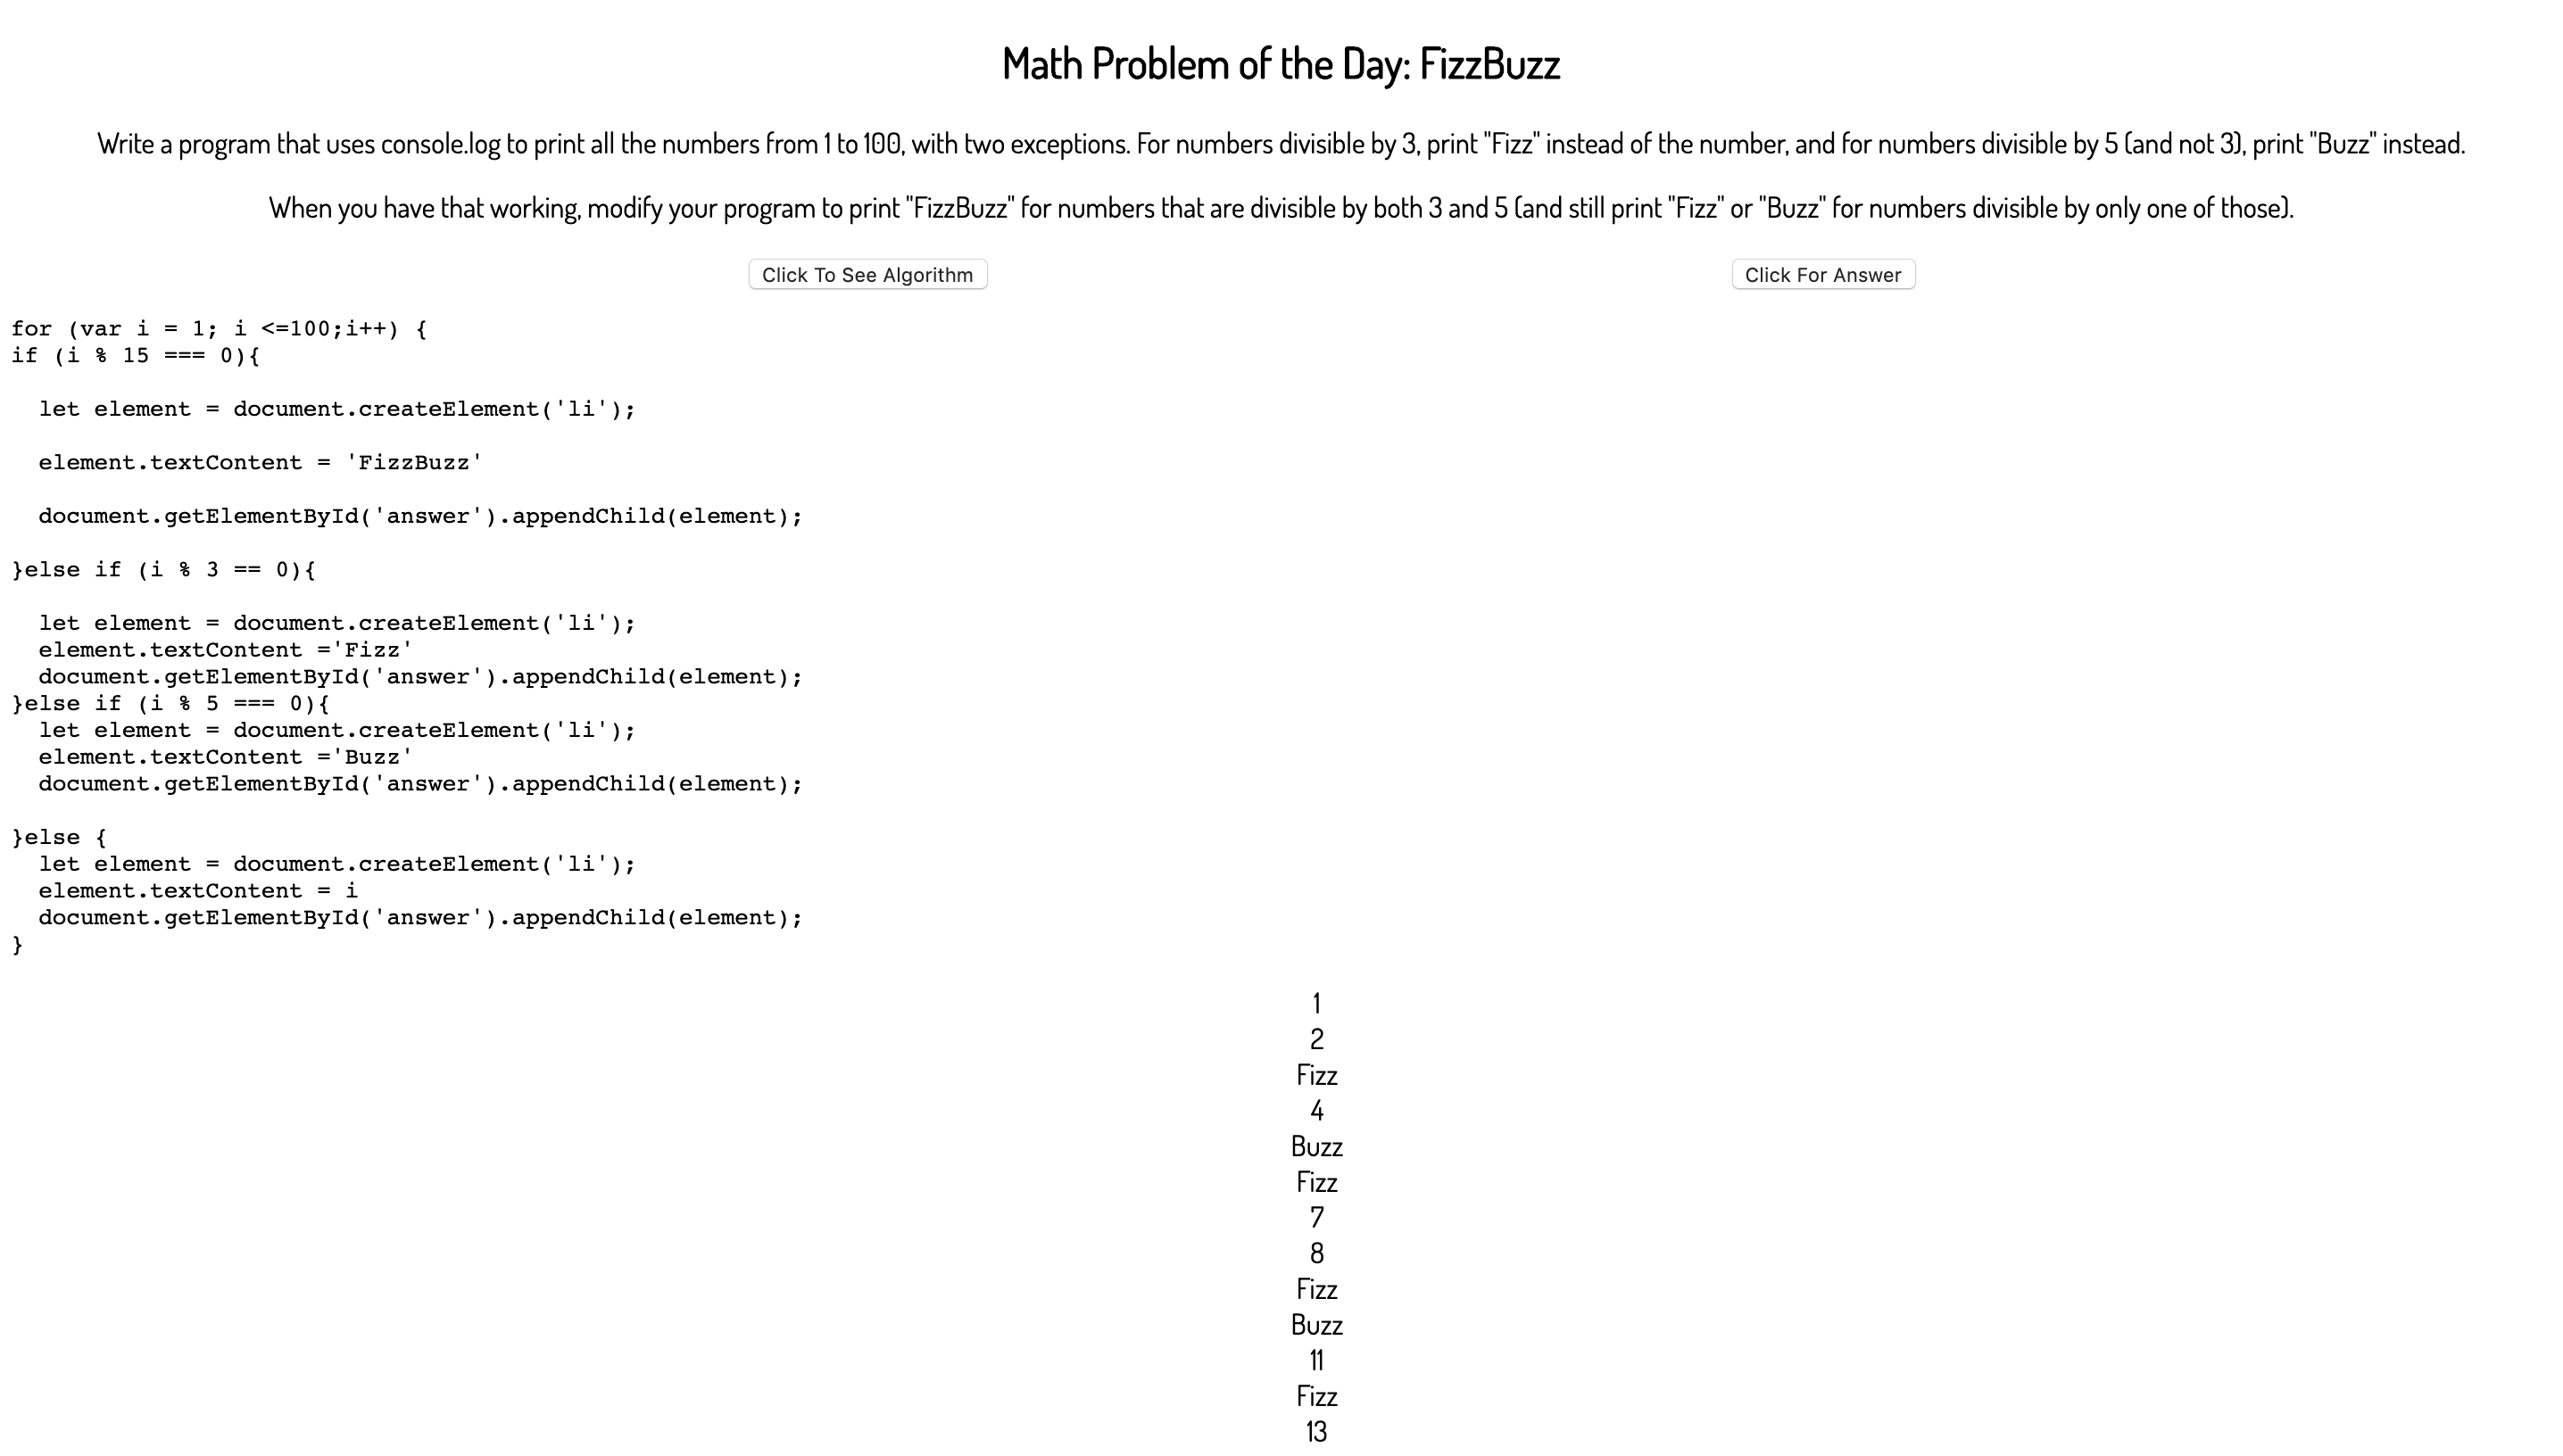 Math Problem of the Day: FizzBuzz
Write a program that uses console.log to print all the numbers from 1 to 100, with two exceptions. For numbers divisible by 3, print "Fizz" instead of the number, and for numbers divisible by 5 (and not 3), print "Buzz" instead.
When you have that working, modify your program to print "FizzBuzz" for numbers that are divisible by both 3 and 5 (and still print "Fizz" or "Buzz" for numbers divisible by only one of those).
Click To See Algorithm
Click For Answer
for (var i = 1; i <=100;i++) {
if (i % 15 === 0){
  let element = document.createElement('li');
  element.textContent = 'FizzBuzz'
  document.getElementById('answer').appendChild(element);
}else if (i % 3 == 0){
  let element = document.createElement('li');
  element.textContent ='Fizz'
  document.getElementById('answer').appendChild(element);
}else if (i % 5 === 0){
  let element = document.createElement('li');
  element.textContent ='Buzz'
  document.getElementById('answer').appendChild(element);
}else {
  let element = document.createElement('li');
  element.textContent = i
  document.getElementById('answer').appendChild(element);
}
1
2
Fizz
4
Buzz
Fizz
7
8
Fizz
Buzz
11
Fizz
13